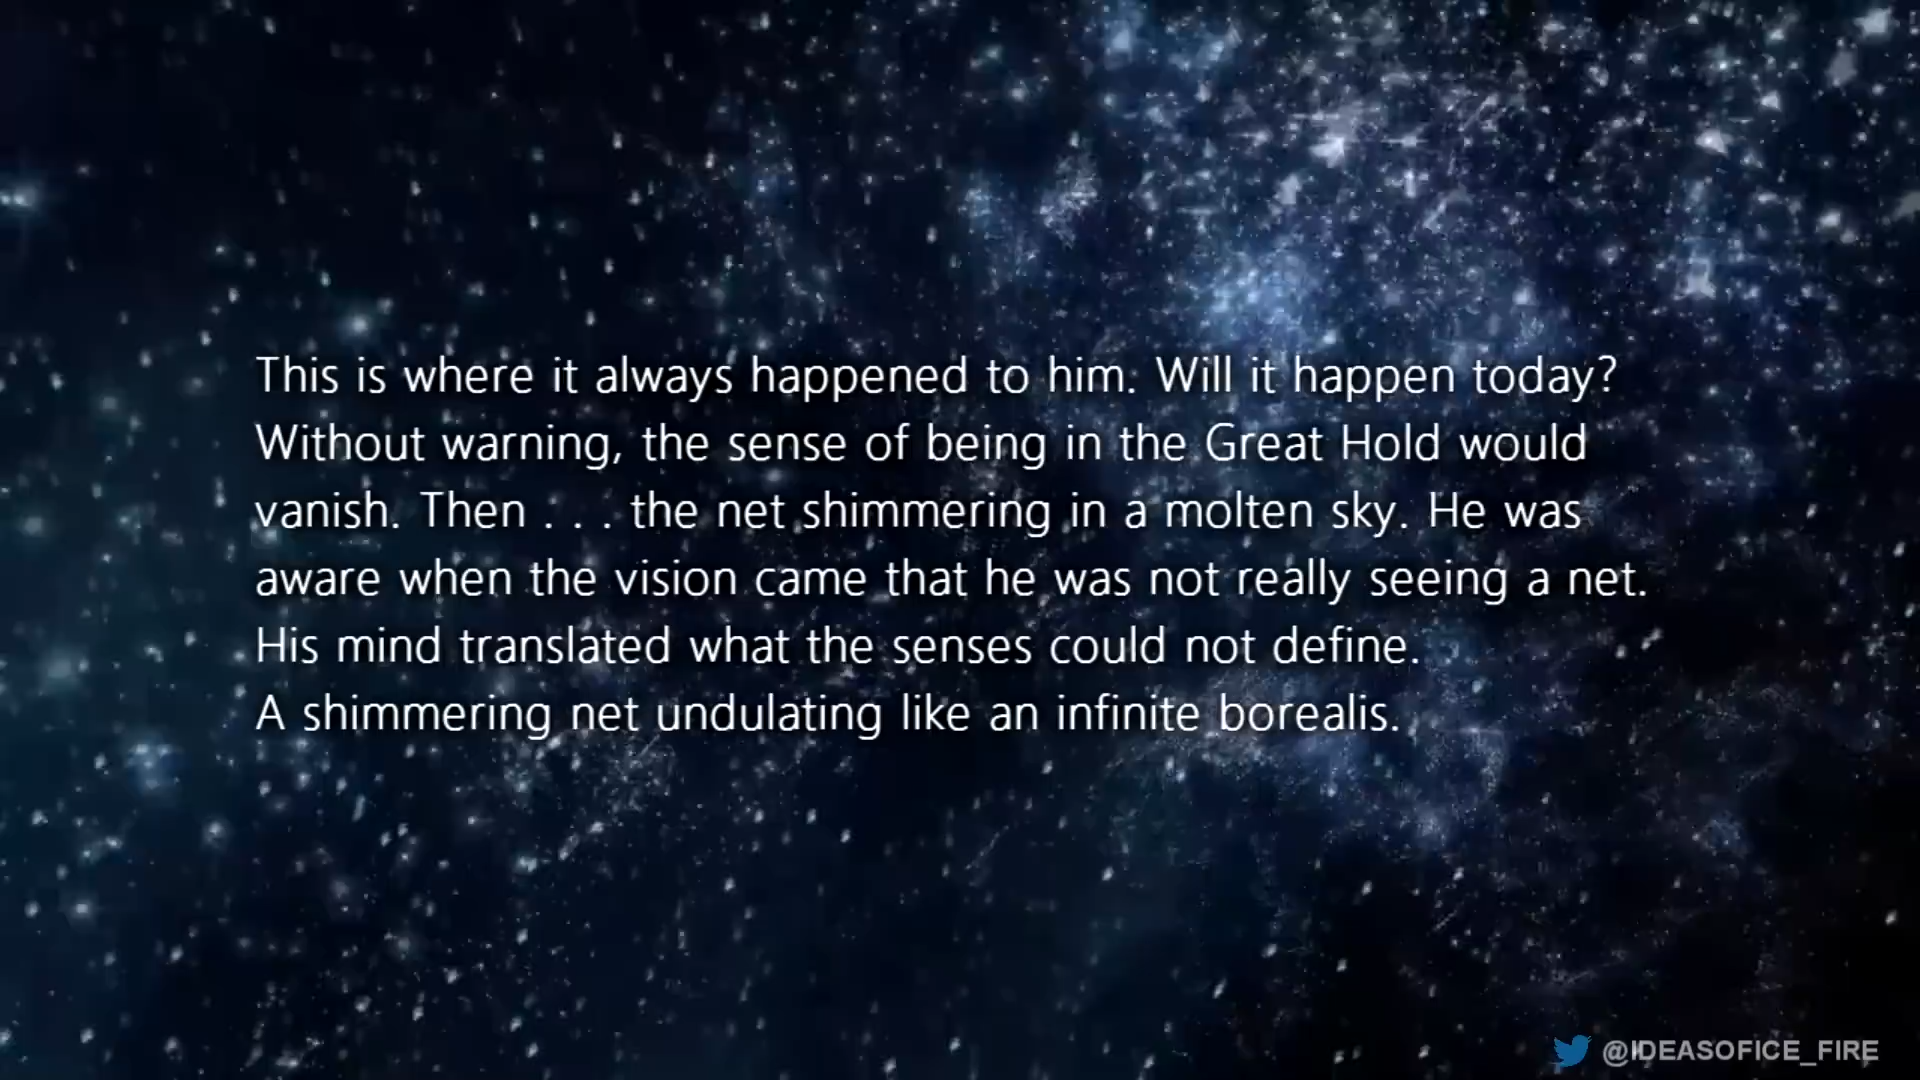 This is where it always happened to him. Will it happen today?
Without warning, the sense of being in the Great Hold would
vanish. Then . . . the net shimmering in a molten sky. He was
aware when the vision came that he was not really seeing a net.
His mind translated what the senses could not define.
A shimmering net undulating like an infinite borealis.
@IDEASOFICE_FIRE